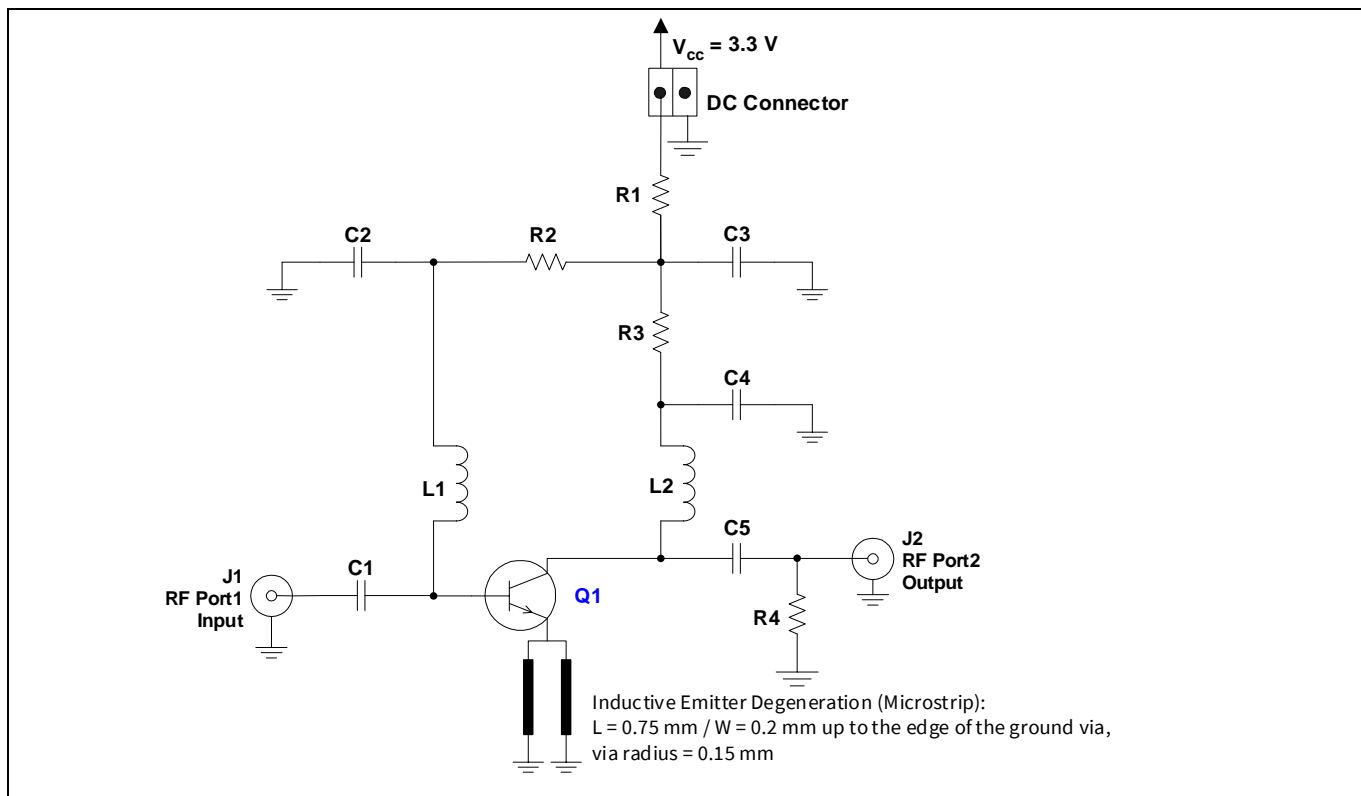 Vcc = 3.3 V
DC Connector
R1
C2
R2
C3
R3
C4
L1
L2
C5
J2
RF Port2
Output
J1
RF Port1
Input
C1
Q1
R4
Inductive Emitter Degeneration (Microstrip):
L = 0.75 mm / W = 0.2 mm up to the edge of the ground via,
via radius = 0.15 mm